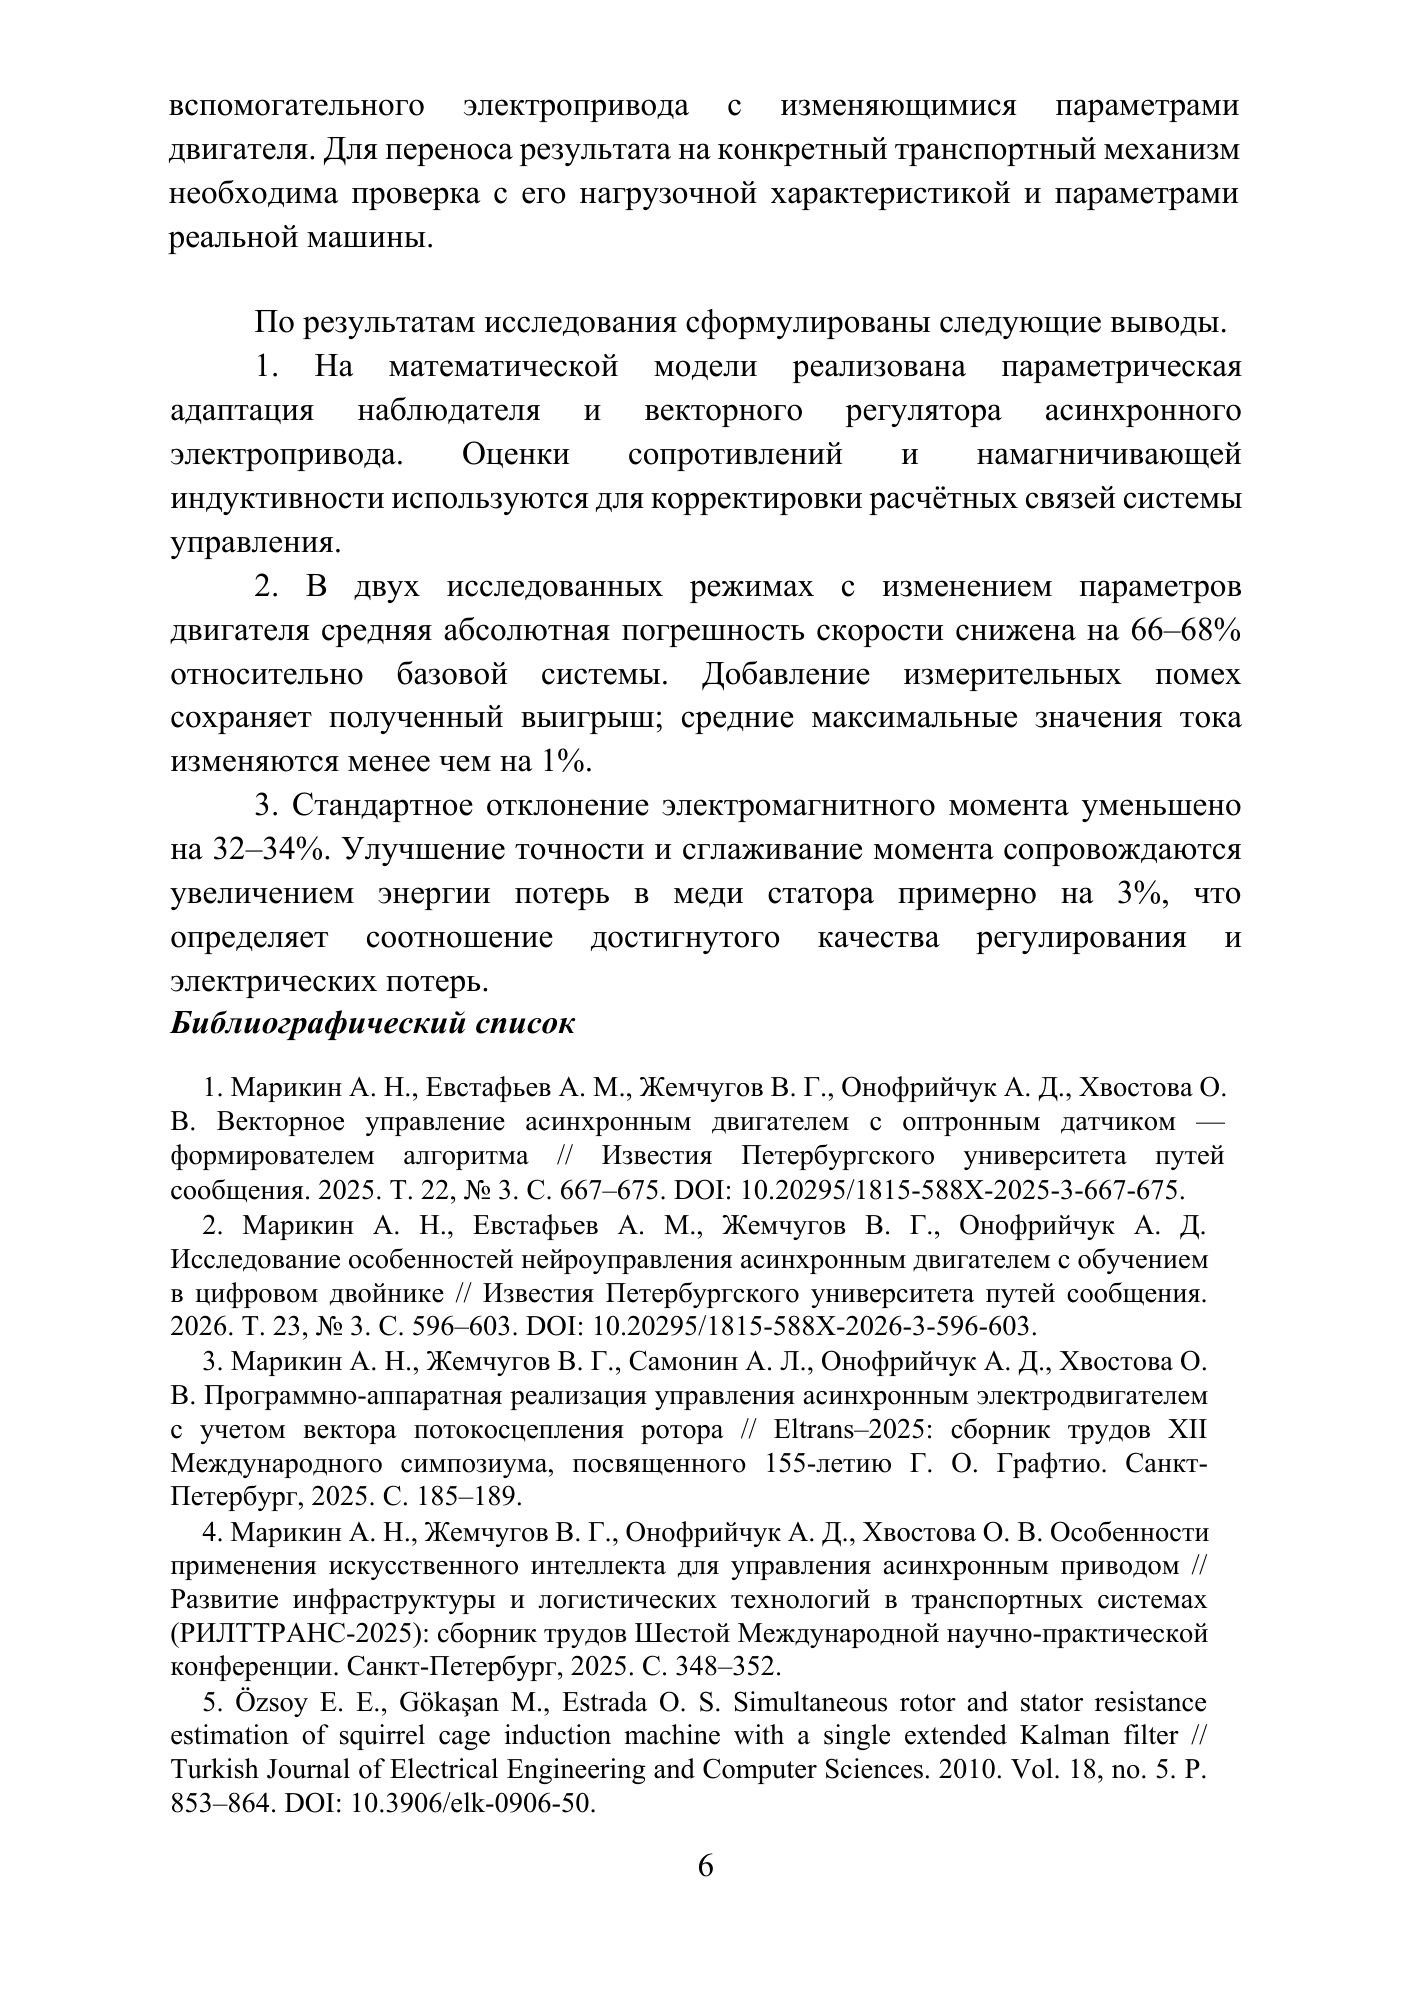 вспомогательного электропривода с изменяющимися параметрами
двигателя. Для переноса результата на конкретный транспортный механизм
необходима проверка с его нагрузочной характеристикой и параметрами
реальной машины.
По результатам исследования сформулированы следующие выводы.
1. На математической модели реализована параметрическая
адаптация наблюдателя и векторного регулятора асинхронного
электропривода. Оценки сопротивлений и намагничивающей
индуктивности используются для корректировки расчётных связей системы
управления.
2. В двух исследованных режимах с изменением параметров
двигателя средняя абсолютная погрешность скорости снижена на 66–68%
относительно базовой системы. Добавление измерительных помех
сохраняет полученный выигрыш; средние максимальные значения тока
изменяются менее чем на 1%.
3. Стандартное отклонение электромагнитного момента уменьшено
на 32–34%. Улучшение точности и сглаживание момента сопровождаются
увеличением энергии потерь в меди статора примерно на 3%, что
определяет соотношение достигнутого качества регулирования и
электрических потерь.
Библиографический список
1. Марикин А. Н., Евстафьев А. М., Жемчугов В. Г., Онофрийчук А. Д., Хвостова О.
В. Векторное управление асинхронным двигателем с оптронным датчиком —
формирователем алгоритма // Известия Петербургского университета путей
сообщения. 2025. Т. 22, № 3. С. 667–675. DOI: 10.20295/1815-588X-2025-3-667-675.
2. Марикин А. Н., Евстафьев А. М., Жемчугов В. Г., Онофрийчук А. Д.
Исследование особенностей нейроуправления асинхронным двигателем с обучением
в цифровом двойнике // Известия Петербургского университета путей сообщения.
2026. Т. 23, № 3. С. 596–603. DOI: 10.20295/1815-588X-2026-3-596-603.
3. Марикин А. Н., Жемчугов В. Г., Самонин А. Л., Онофрийчук А. Д., Хвостова О.
В. Программно-аппаратная реализация управления асинхронным электродвигателем
с учетом вектора потокосцепления ротора // Eltrans–2025: сборник трудов XII
Международного симпозиума, посвященного 155-летию Г. О. Графтио. Санкт-
Петербург, 2025. С. 185–189.
4. Марикин А. Н., Жемчугов В. Г., Онофрийчук А. Д., Хвостова О. В. Особенности
применения искусственного интеллекта для управления асинхронным приводом //
Развитие инфраструктуры и логистических технологий в транспортных системах
(РИЛТТРАНС-2025): сборник трудов Шестой Международной научно-практической
конференции. Санкт-Петербург, 2025. С. 348–352.
5. Özsoy E. E., Gökaşan M., Estrada O. S. Simultaneous rotor and stator resistance
estimation of squirrel cage induction machine with a single extended Kalman filter //
Turkish Journal of Electrical Engineering and Computer Sciences. 2010. Vol. 18, no. 5. P.
853–864. DOI: 10.3906/elk-0906-50.
6